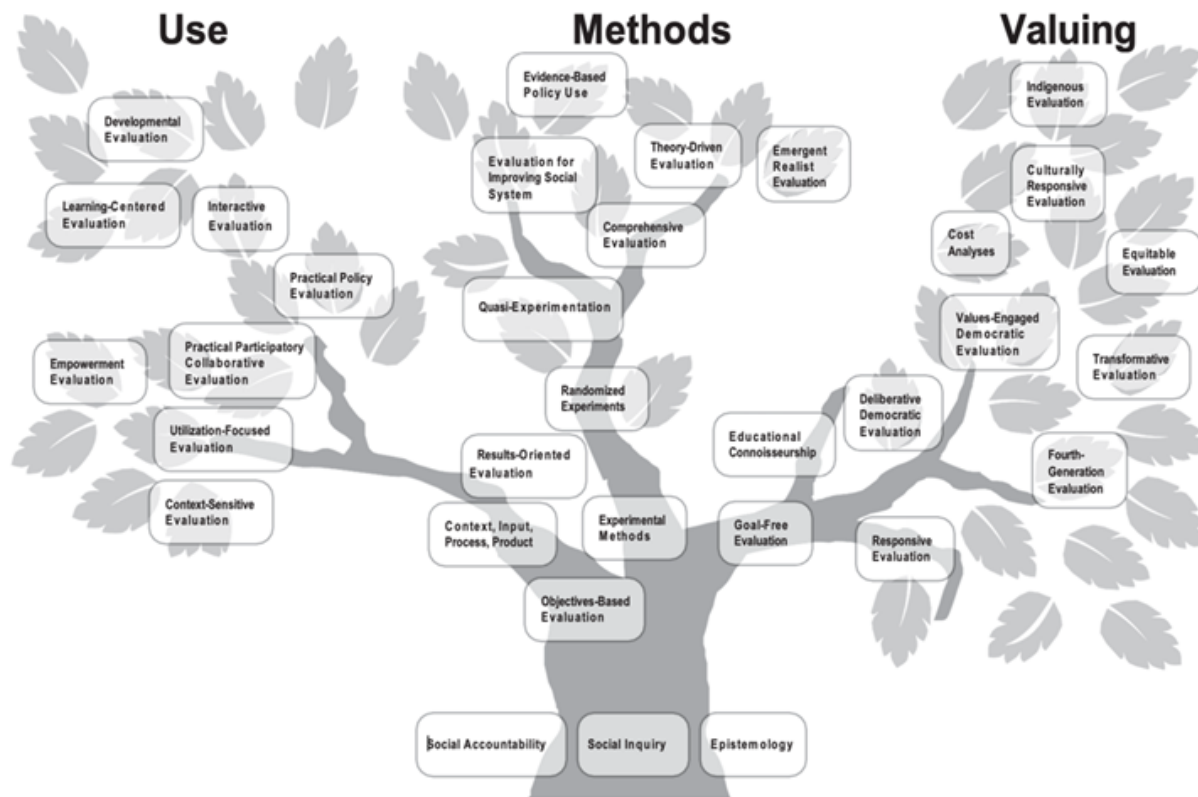 Use
Methods
Valuing
Developmental
Evaluation
Learning-Centered
Evaluation
Interactive
Evaluation
Practical Policy
Evaluation
Practical Participatory
Collaborative
Evaluation
Empowerment
Evaluation
Utilization-Focused
Evaluation
Context-Sensitive
Evaluation
Evidence-Based
Policy Use
Theory-Driven
Evaluation
Emergent
Realist
Evaluation
Evaluation for
Improving Social
System
Comprehensive
Evaluation
Quasi-Experimentation
Randomized
Experiments
Results-Oriented
Evaluation
Context, Input,
Process, Product
Experimental
Methods
Objectives-Based
Evaluation
Indigenous
Evaluation
Culturally
Responsive
Evaluation
Cost
Analyses
Equitable
Evaluation
Values-Engaged
Democratic
Evaluation
Transformative
Evaluation
Deliberative
Democratic
Evaluation
Educational
Connoisseurship
Fourth-
Generation
Evaluation
Goal-Free
Evaluation
Responsive
Evaluation
Social Accountability
Social Inquiry
Epistemology